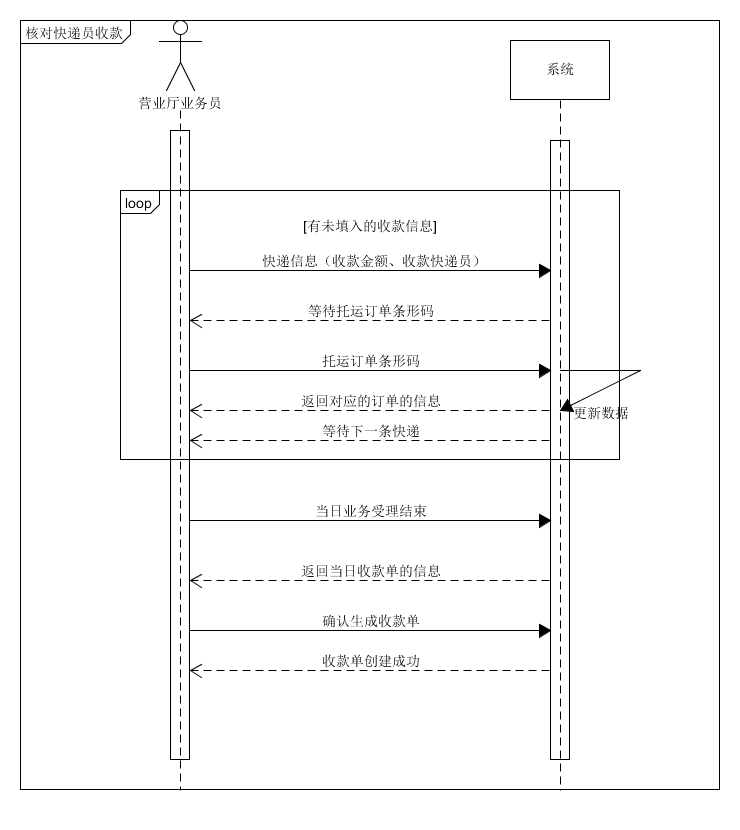 核对快递员收款
营业厅业务员
系统
loop
[有未填入的收款信息]
快递信息（收款金额、收款快递员）
等待托运订单条形码
托运订单条形码
返回对应的订单的信息
更新数据
等待下一条快递
当日业务受理结束
返回当日收款单的信息
确认生成收款单
收款单创建成功